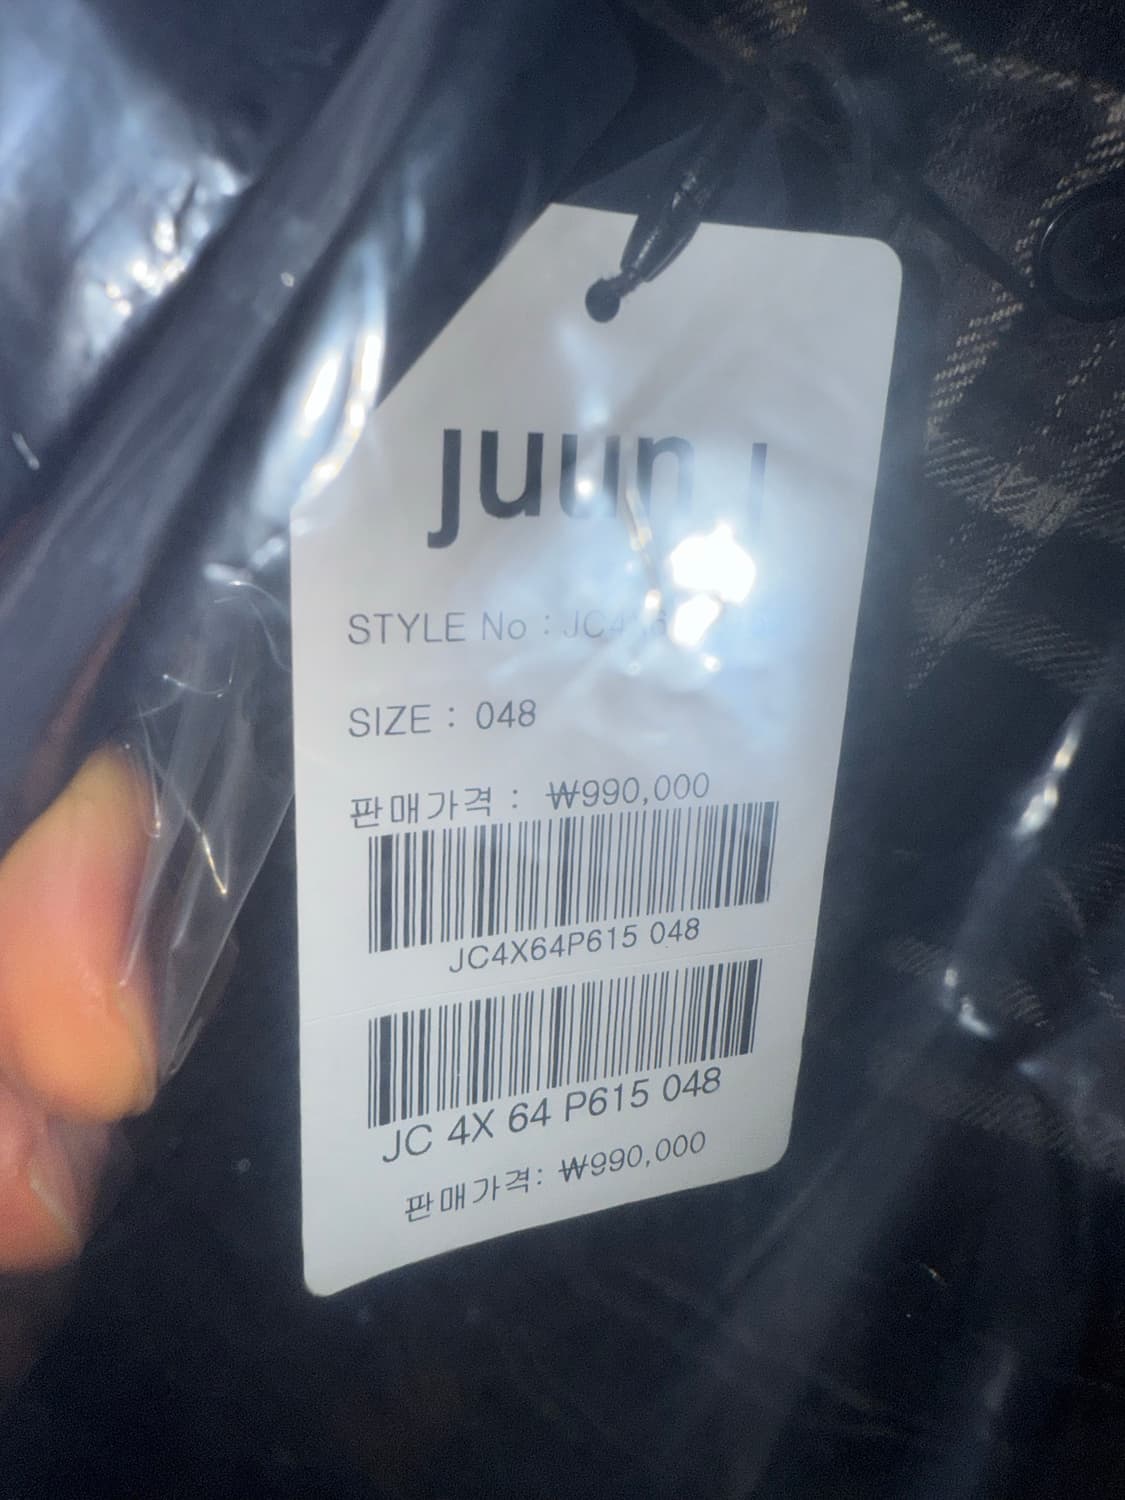 juun j
STYLE No :
SIZE : 048
판매가격 : ₩990,000
JC4X64P615 048
JC 4X 64 P615 048
판매가격: ₩990,000